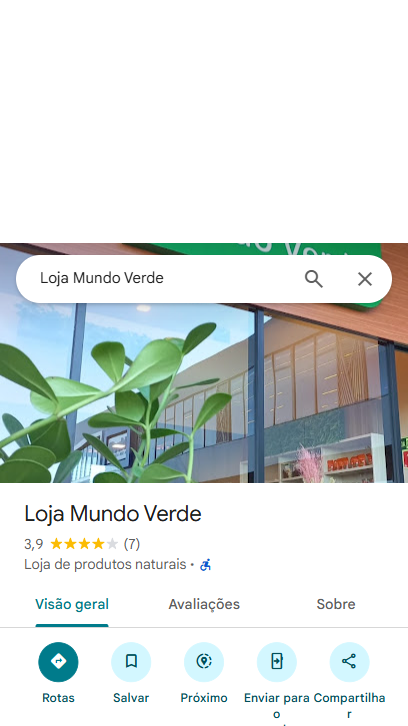 Loja Mundo Verde
Loja Mundo Verde
3,9 (7)
Loja de produtos naturais ·
Visão geral
Avaliações
Sobre
Rotas
Salvar
Próximo
Enviar para
o
Compartilha
r